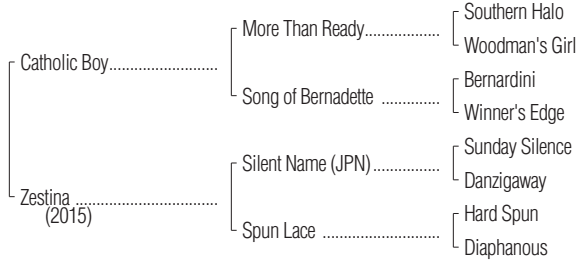 Southern Halo
More Than Ready..................
Woodman's Girl
Catholic Boy..........................
Bernardini
Song of Bernadette ..............
Winner's Edge
Sunday Silence
Silent Name (JPN)................
Danzigaway
Zestina ..................................
(2015)
Hard Spun
Spun Lace ............................
Diaphanous